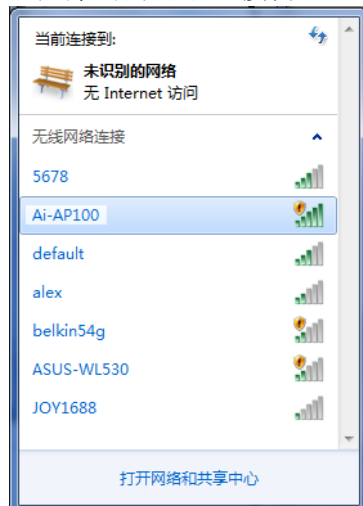 当前连接到:
未识别的网络
无 Internet 访问
无线网络连接
5678
Ai-AP100
default
alex
belkin54g
ASUS-WL530
JOY1688
打开网络和共享中心